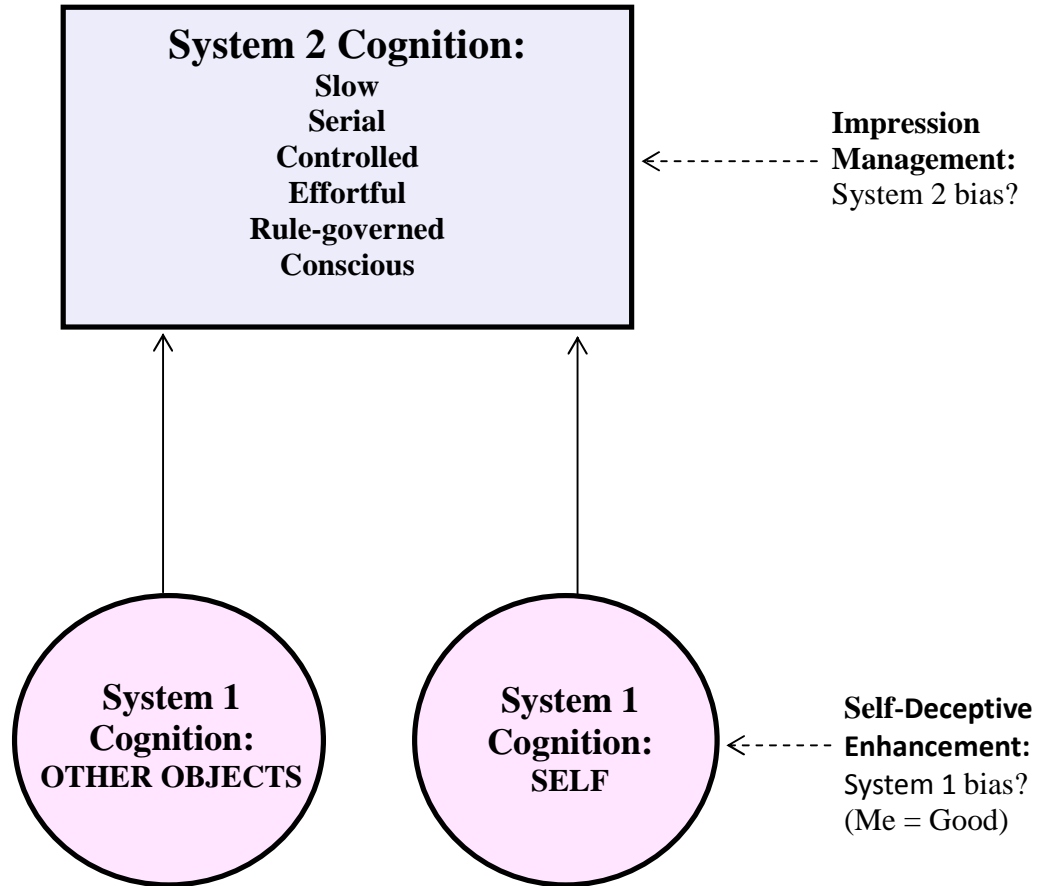 System 2 Cognition:
Slow
Serial
Controlled
Effortful
Rule-governed
Conscious
Impression
Management:
System 2 bias?
System 1
Cognition:
OTHER OBJECTS
System 1
Cognition:
SELF
Self-Deceptive
Enhancement:
System 1 bias?
(Me = Good)